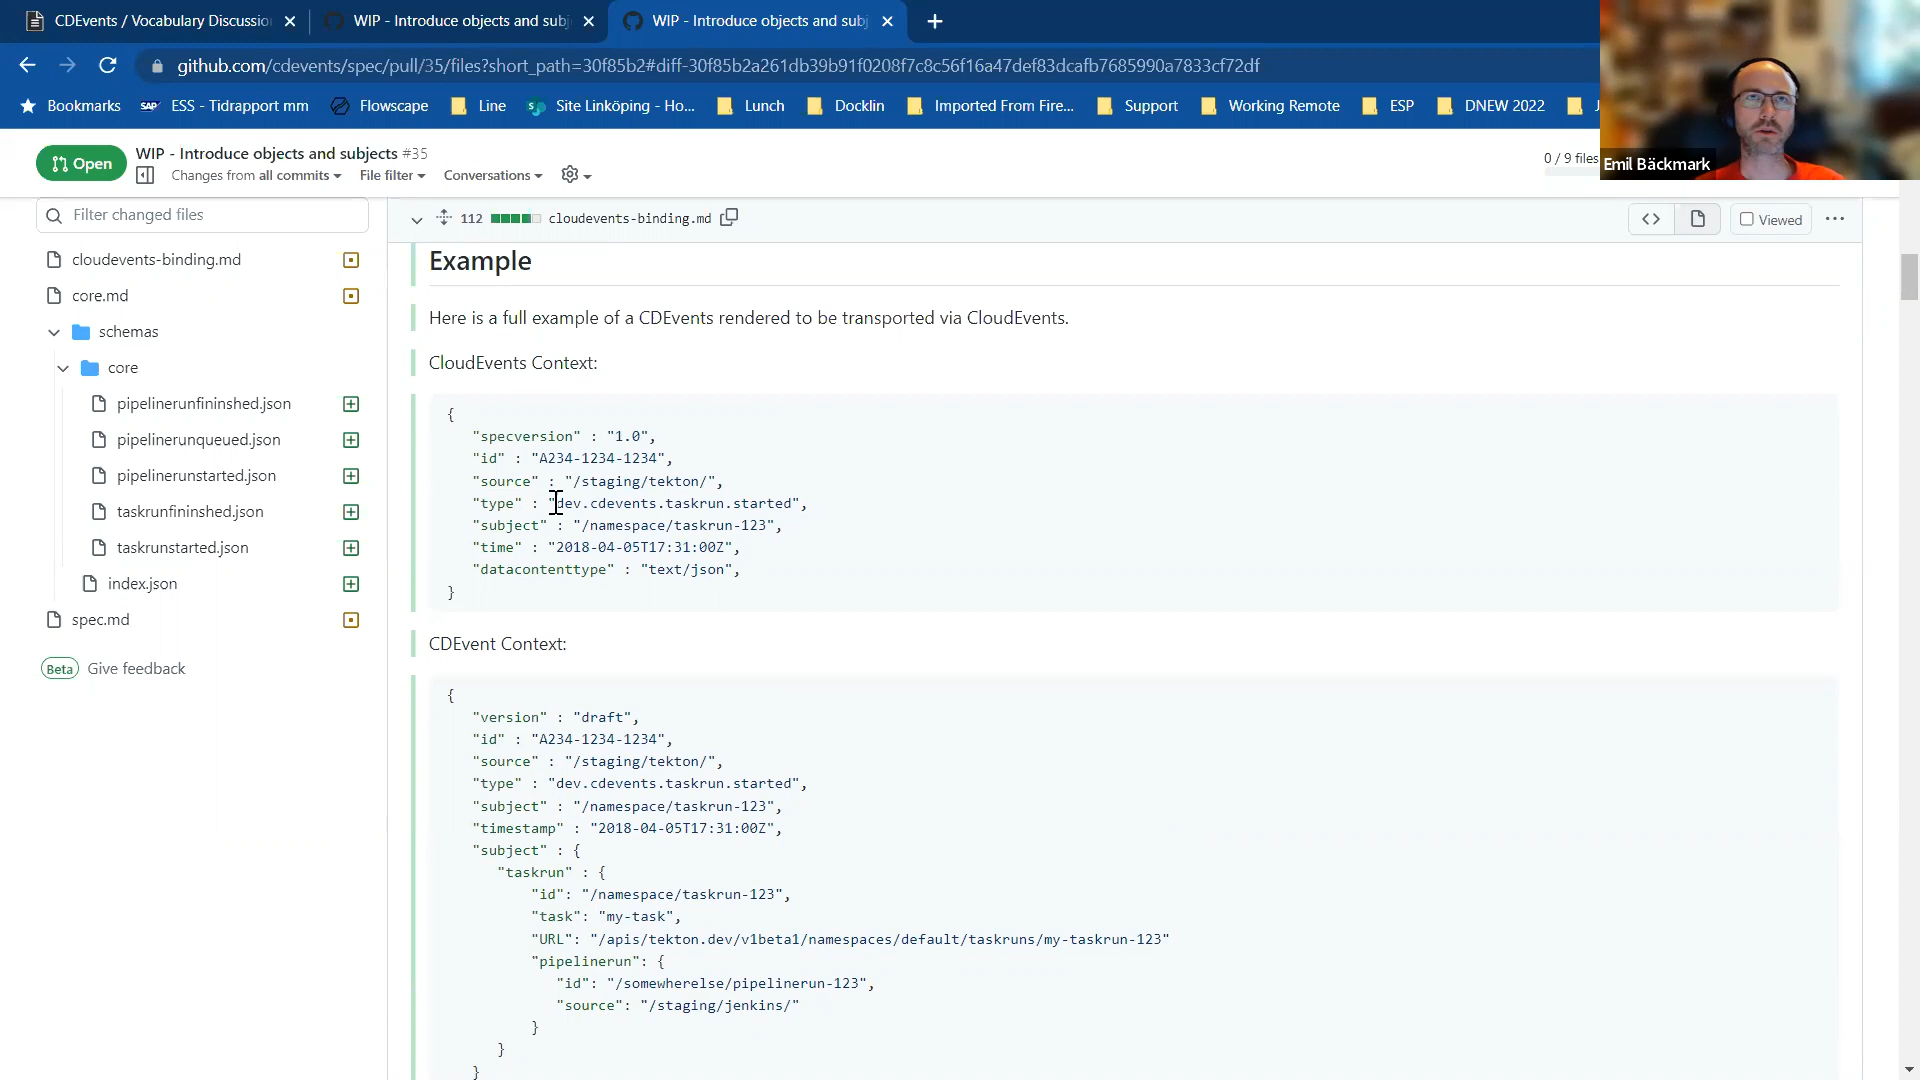 CDEvents / Vocabulary Discussio
WIP - Introduce objects and subj
WIP - Introduce objects and subj
github.com/cdevents/spec/pull/35/files?short_path=30f85b2#diff-30f85b2a261db39b91f0208f7c8c56f16a47def83dcafb7685990a7833cf72df
Bookmarks SAP ESS - Tidrapport mm Flowscape Line Site Linköping - Ho... Lunch Docklin Imported From Fire... Support Working Remote ESP DNEW 2022 J
Emil Bäckmark
Open
WIP - Introduce objects and subjects #35
Changes from all commits File filter Conversations
0 / 9 files
Filter changed files
112 cloudevents-binding.md
Viewed
cloudevents-binding.md
core.md
schemas
core
pipelinerunfininshed.json
pipelinerunqueued.json
pipelinerunstarted.json
taskrunfininshed.json
taskrunstarted.json
index.json
spec.md
Beta Give feedback
Example
Here is a full example of a CDEvents rendered to be transported via CloudEvents.
CloudEvents Context:
{
"specversion" : "1.0",
"id" : "A234-1234-1234",
"source" : "/staging/tekton/",
"type" : "dev.cdevents.taskrun.started",
"subject" : "/namespace/taskrun-123",
"time" : "2018-04-05T17:31:00Z",
"datacontenttype" : "text/json",
}
CDEvent Context:
{
"version" : "draft",
"id" : "A234-1234-1234",
"source" : "/staging/tekton/",
"type" : "dev.cdevents.taskrun.started",
"subject" : "/namespace/taskrun-123",
"timestamp" : "2018-04-05T17:31:00Z",
"subject" : {
"taskrun" : {
"id": "/namespace/taskrun-123",
"task": "my-task",
"URL": "/apis/tekton.dev/v1beta1/namespaces/default/taskruns/my-taskrun-123"
"pipelinerun": {
"id": "/somewherelse/pipelinerun-123",
"source": "/staging/jenkins/"
}
}
}